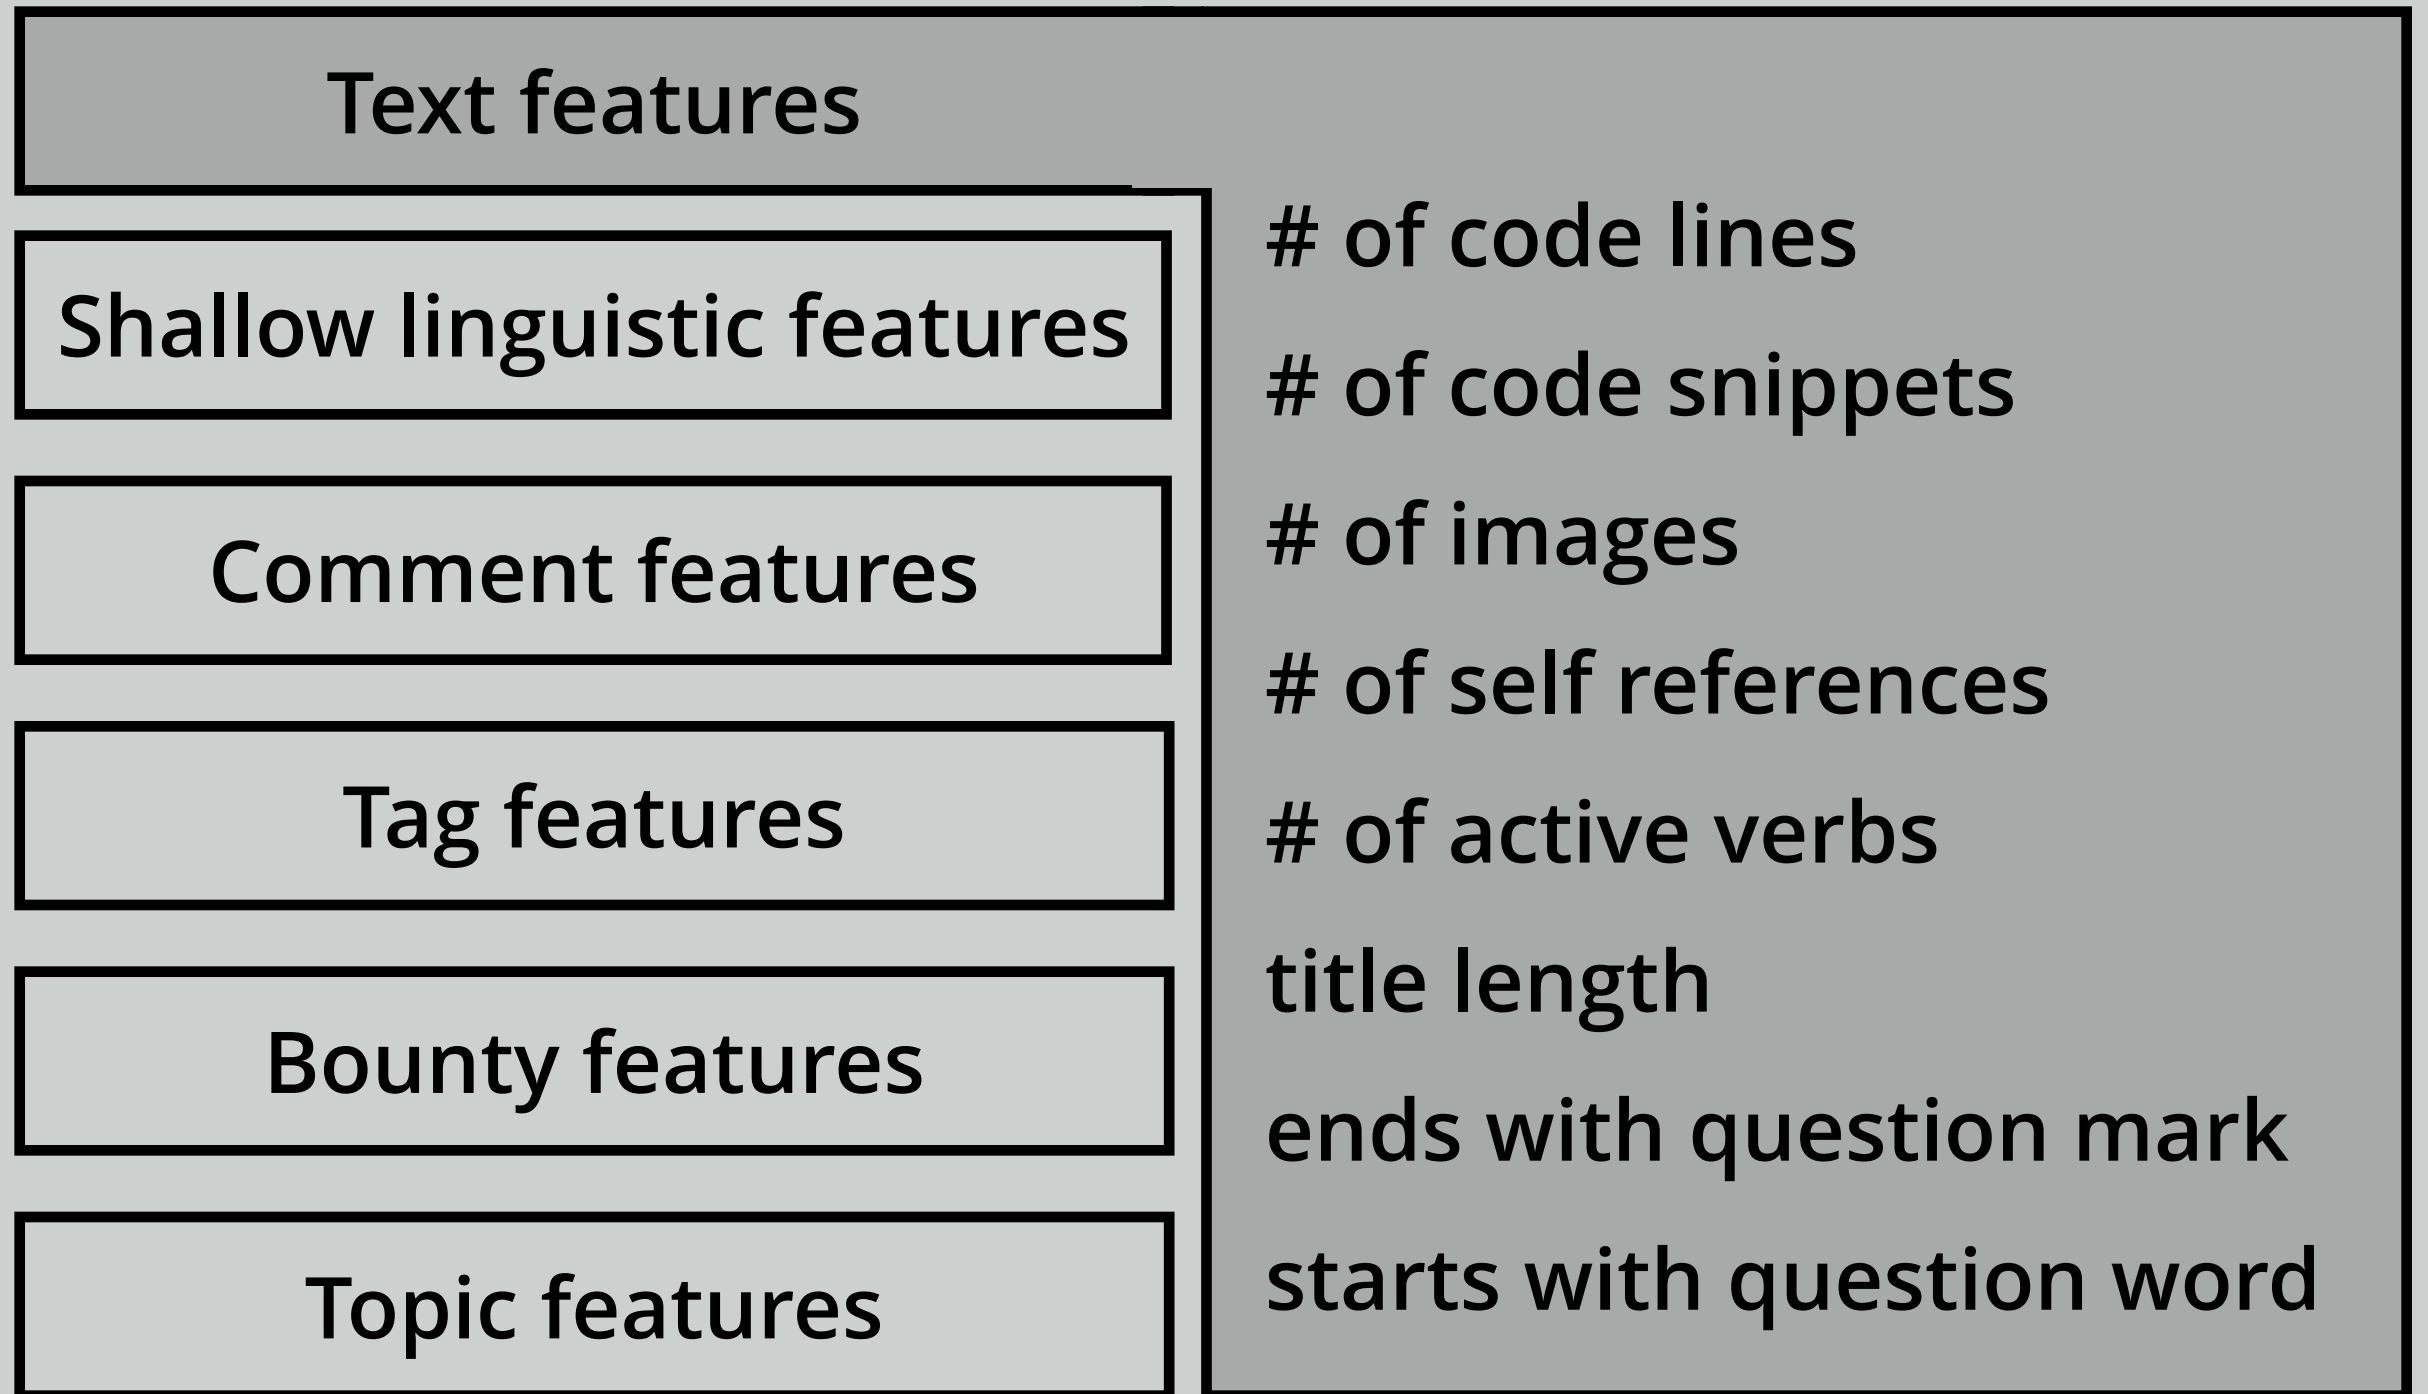 Text features
Shallow linguistic features
Comment features
Tag features
Bounty features
Topic features
# of code lines
# of code snippets
# of images
# of self references
# of active verbs
title length
ends with question mark
starts with question word